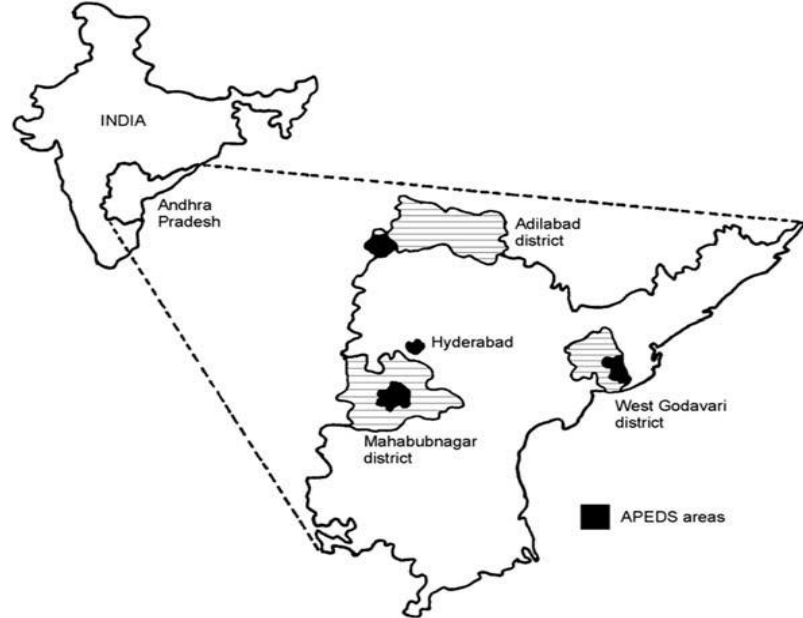 INDIA
Andhra
Pradesh
Adilabad
district
Hyderabad
Mahabubnagar
district
West Godavari
district
APEDS areas